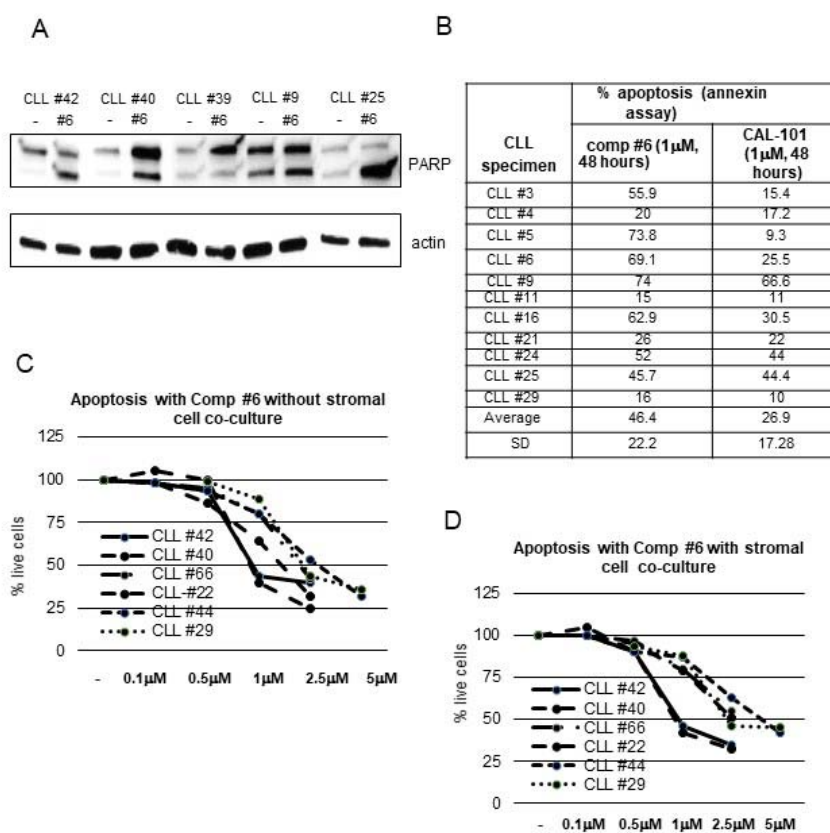 A
CLL #42 CLL #40 CLL #39 CLL #9 CLL #25
- #6 - #6 - #6 - #6 - #6
PARP
actin
B
CLL specimen
% apoptosis (annexin assay)
comp #6 (1µM, 48 hours)
CAL-101 (1µM, 48 hours)
CLL #3 55.9 15.4
CLL #4 20 17.2
CLL #5 73.8 9.3
CLL #6 69.1 25.5
CLL #9 74 66.6
CLL #11 15 11
CLL #16 62.9 30.5
CLL #21 26 22
CLL #24 52 44
CLL #25 45.7 44.4
CLL #29 16 10
Average 46.4 26.9
SD 22.2 17.28
C
Apoptosis with Comp #6 without stromal
cell co-culture
% live cells
125
100
75
50
25
0
CLL #42
CLL #40
CLL #66
CLL-#22
CLL #44
CLL #29
- 0.1µM 0.5µM 1µM 2.5µM 5µM
D
Apoptosis with Comp #6 with stromal
cell co-culture
% live cells
125
100
75
50
25
0
CLL #42
CLL #40
CLL #66
CLL #22
CLL #44
CLL #29
- 0.1µM 0.5µM 1µM 2.5µM 5µM